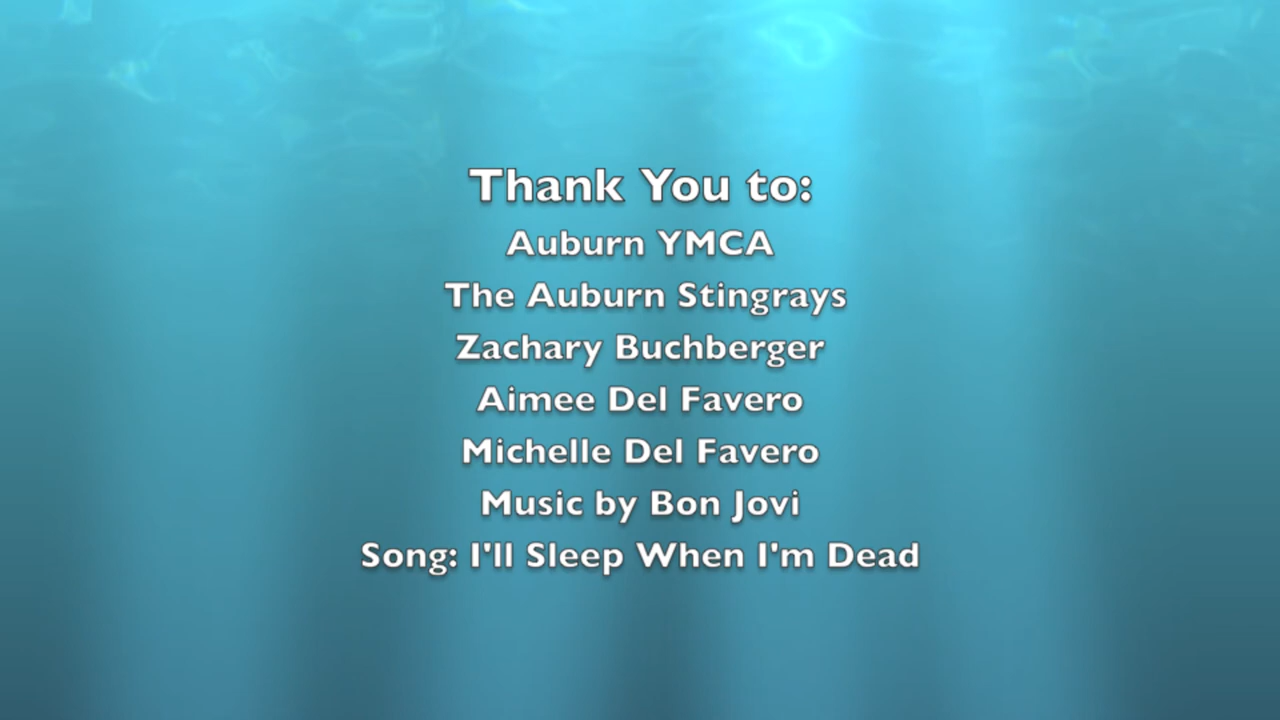 Thank You to:
Auburn YMCA
The Auburn Stingrays
Zachary Buchberger
Aimee Del Favero
Michelle Del Favero
Music by Bon Jovi
Song: I'll Sleep When I'm Dead